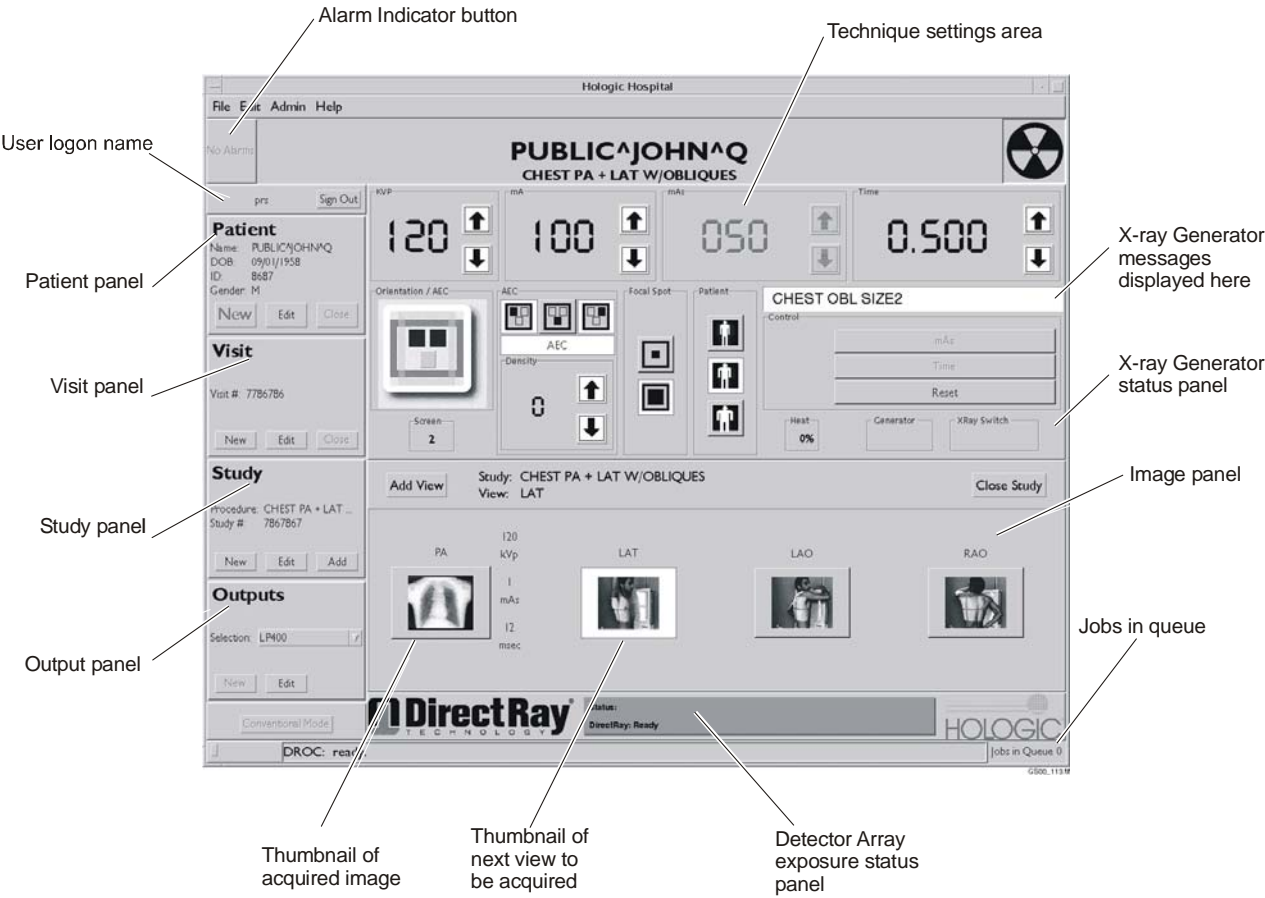 Alarm Indicator button
Technique settings area
Hologic Hospital
File Edit Admin Help
No Alarms
User logon name
PUBLIC^JOHN^Q
CHEST PA + LAT W/OBLIQUES
prs Sign Out
KVP
mA
mAs
Time
120
100
050
0.500
Patient
Name: PUBLIC^JOHN^Q
DOB: 09/01/1958
ID: 8687
Gender: M
New Edit Close
Patient panel
X-ray Generator
messages
displayed here
Orientation / AEC
AEC
Focal Spot
Patient
CHEST OBL SIZE2
Control
mAs
Time
Reset
AEC
Density
0
Screen
2
Heat
0%
Generator
XRay Switch
Visit
Visit #: 7786786
New Edit Close
Visit panel
X-ray Generator
status panel
Study
Procedure: CHEST PA + LAT ...
Study #: 7867867
New Edit Add
Study panel
Add View
Study: CHEST PA + LAT W/OBLIQUES
View: LAT
Close Study
Image panel
PA
120
kVp
1
mAs
12
msec
LAT
LAO
RAO
Outputs
Selection: LP400
New Edit
Output panel
Jobs in queue
Conventional Mode
DirectRay
TECHNOLOGY
Status:
DirectRay: Ready
HOLOGIC
DROC: ready.
Jobs in Queue 0
GS00_113.M
Thumbnail of
acquired image
Thumbnail of
next view to
be acquired
Detector Array
exposure status
panel